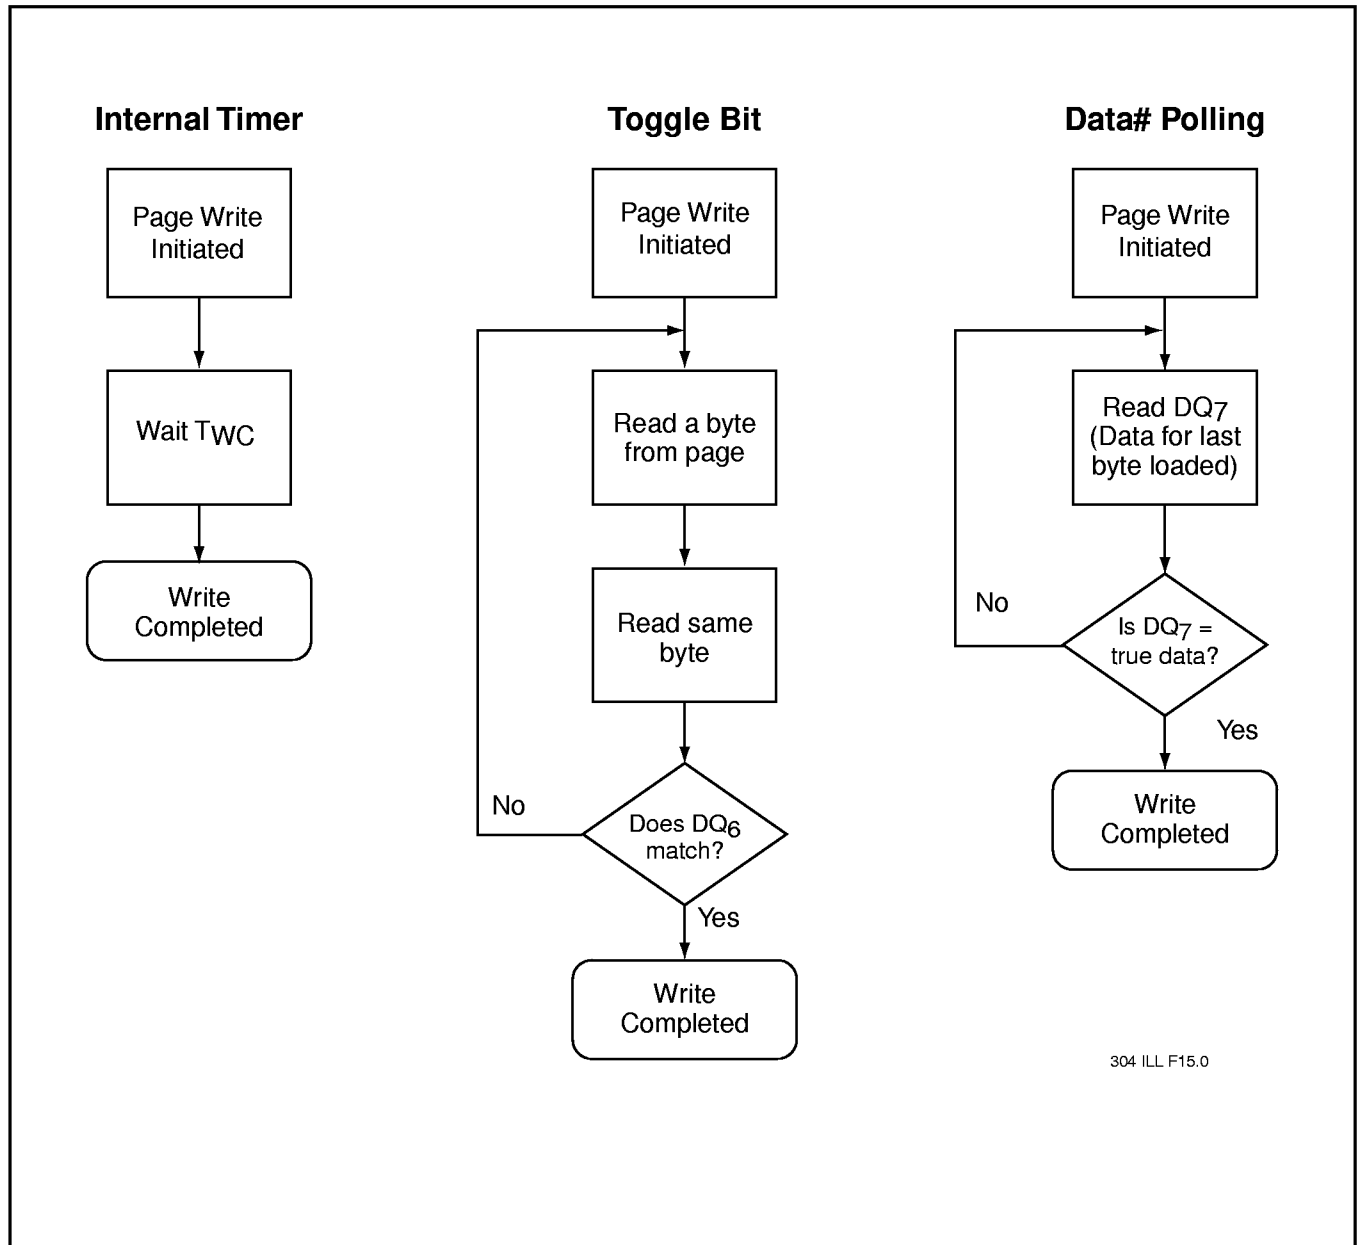 Internal Timer
Page Write
Initiated
Wait TWC
Write
Completed
Toggle Bit
Page Write
Initiated
Read a byte
from page
Read same
byte
No
Does DQ6
match?
Yes
Write
Completed
Data# Polling
Page Write
Initiated
Read DQ7
(Data for last
byte loaded)
No
Is DQ7 =
true data?
Yes
Write
Completed
304 ILL F15.0